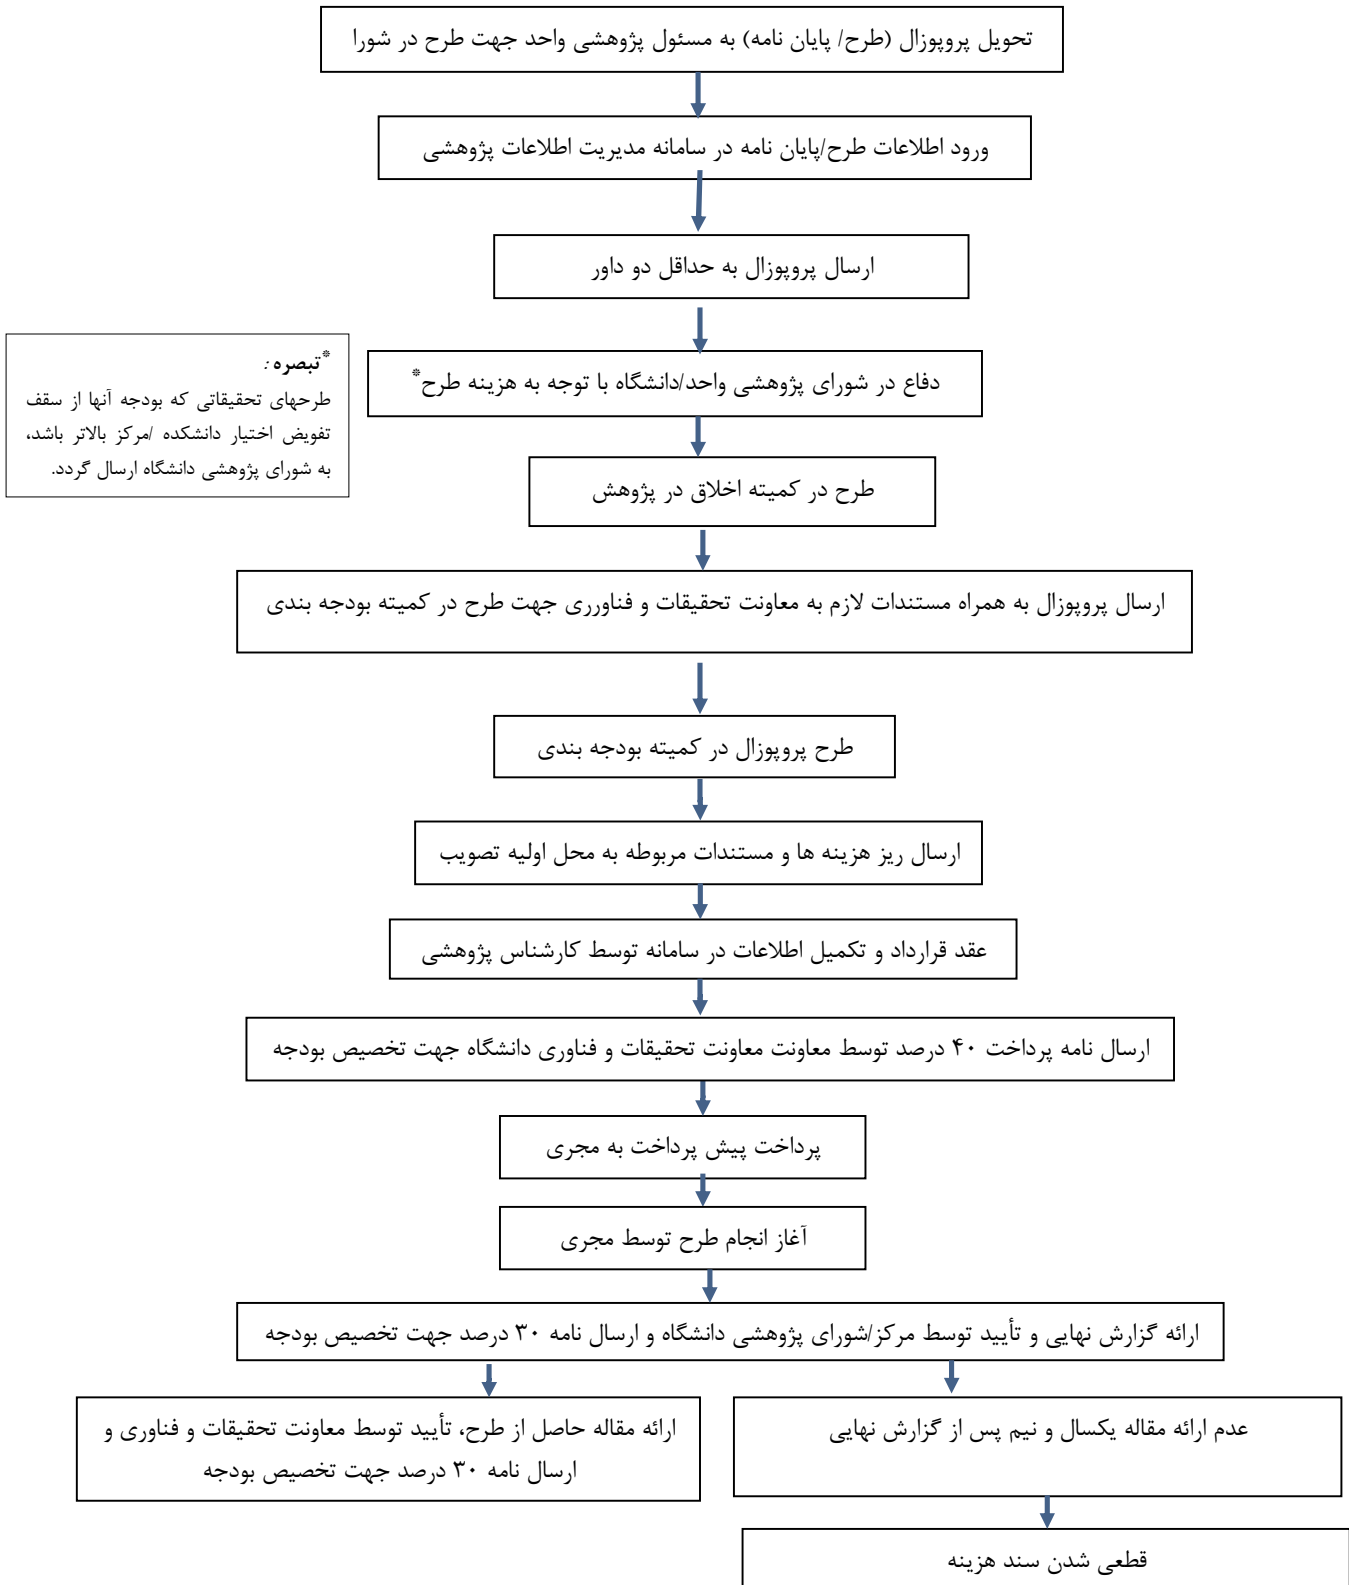 تحویل پروپوزال (طرح/ پایان نامه) به مسئول پژوهشی واحد جهت طرح در شورا
ورود اطلاعات طرح/پایان نامه در سامانه مدیریت اطلاعات پژوهشی
ارسال پروپوزال به حداقل دو داور
دفاع در شورای پژوهشی واحد/دانشگاه با توجه به هزینه طرح*
*تبصره :
طرحهای تحقیقاتی که بودجه آنها از سقف
تفویض اختیار دانشکده /مرکز بالاتر باشد،
به شورای پژوهشی دانشگاه ارسال گردد.
طرح در کمیته اخلاق در پژوهش
ارسال پروپوزال به همراه مستندات لازم به معاونت تحقیقات و فناورری جهت طرح در کمیته بودجه بندی
طرح پروپوزال در کمیته بودجه بندی
ارسال ریز هزینه ها و مستندات مربوطه به محل اولیه تصویب
عقد قرارداد و تکمیل اطلاعات در سامانه توسط کارشناس پژوهشی
ارسال نامه پرداخت ۴۰ درصد توسط معاونت معاونت تحقیقات و فناوری دانشگاه جهت تخصیص بودجه
پرداخت پیش پرداخت به مجری
آغاز انجام طرح توسط مجری
ارائه گزارش نهایی و تأیید توسط مرکز/شورای پژوهشی دانشگاه و ارسال نامه ۳۰ درصد جهت تخصیص بودجه
عدم ارائه مقاله یکسال و نیم پس از گزارش نهایی
ارائه مقاله حاصل از طرح، تأیید توسط معاونت تحقیقات و فناوری و
ارسال نامه ۳۰ درصد جهت تخصیص بودجه
قطعی شدن سند هزینه